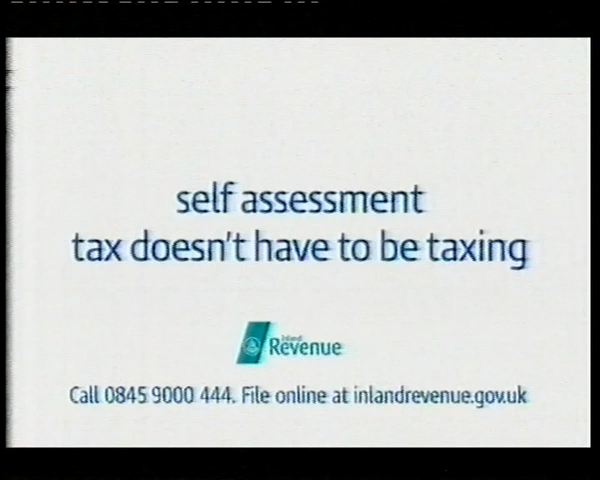 self assessment
tax doesn't have to be taxing
Inland
Revenue
Call 0845 9000 444. File online at inlandrevenue.gov.uk